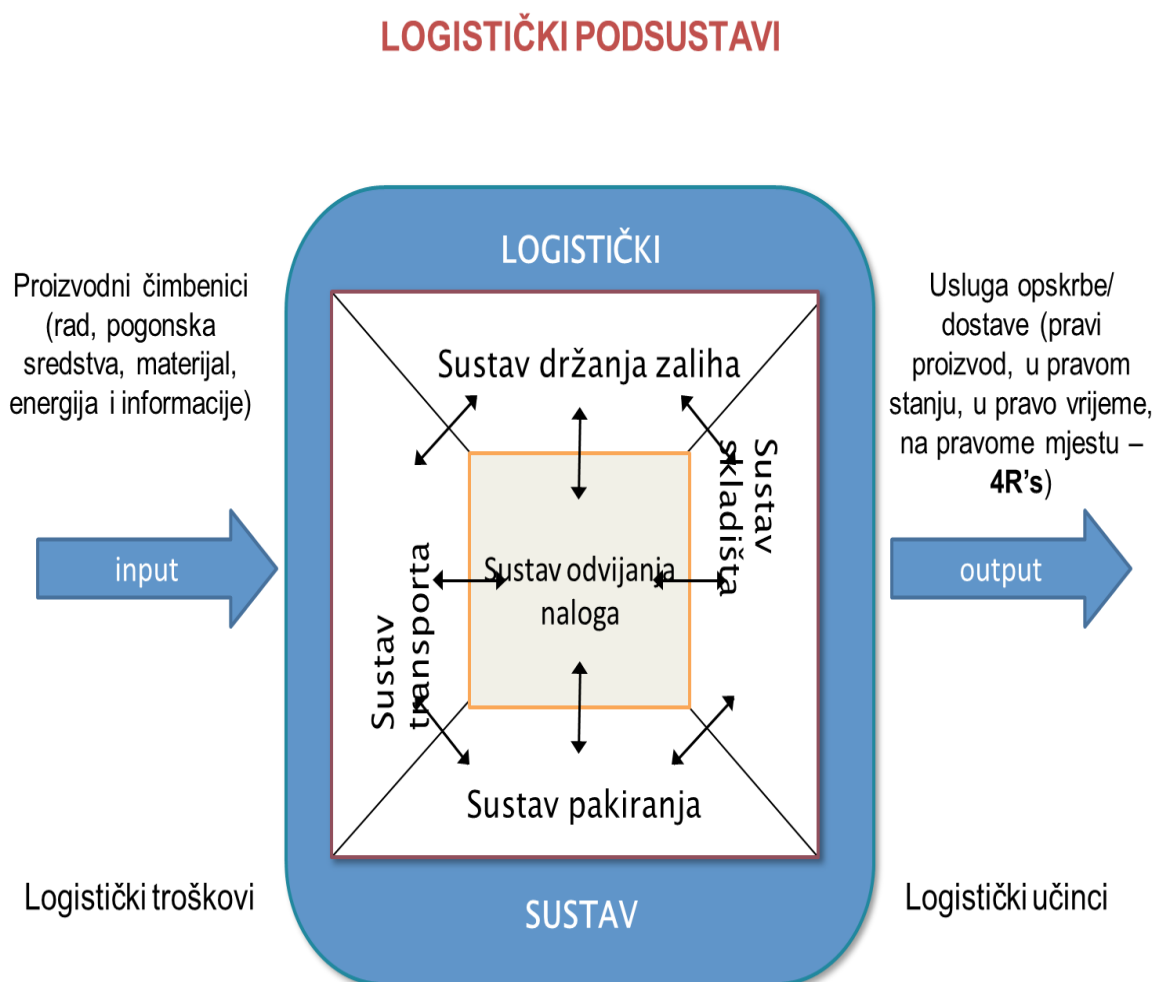 LOGISTIČKI PODSUSTAVI
LOGISTIČKI
Proizvodni čimbenici
(rad, pogonska
sredstva, materijal,
energija i informacije)
input
Sustav držanja zaliha
Sustav
transporta
Sustav odvijanja
naloga
Sustav
skladišta
Sustav pakiranja
Usluga opskrbe/
dostave (pravi
proizvod, u pravom
stanju, u pravo vrijeme,
na pravome mjestu –
4R’s)
output
Logistički troškovi
SUSTAV
Logistički učinci